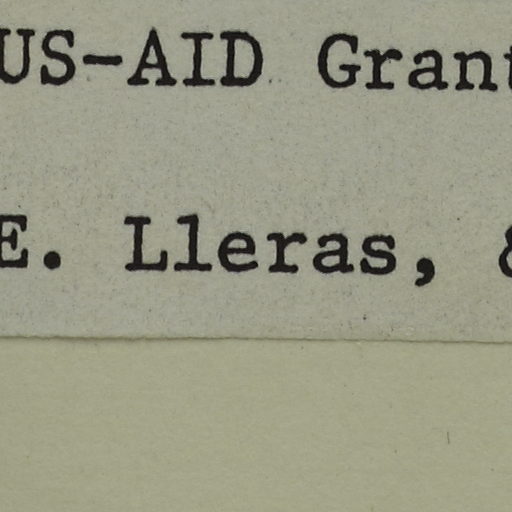 US-AID Grant
E. Lleras, &